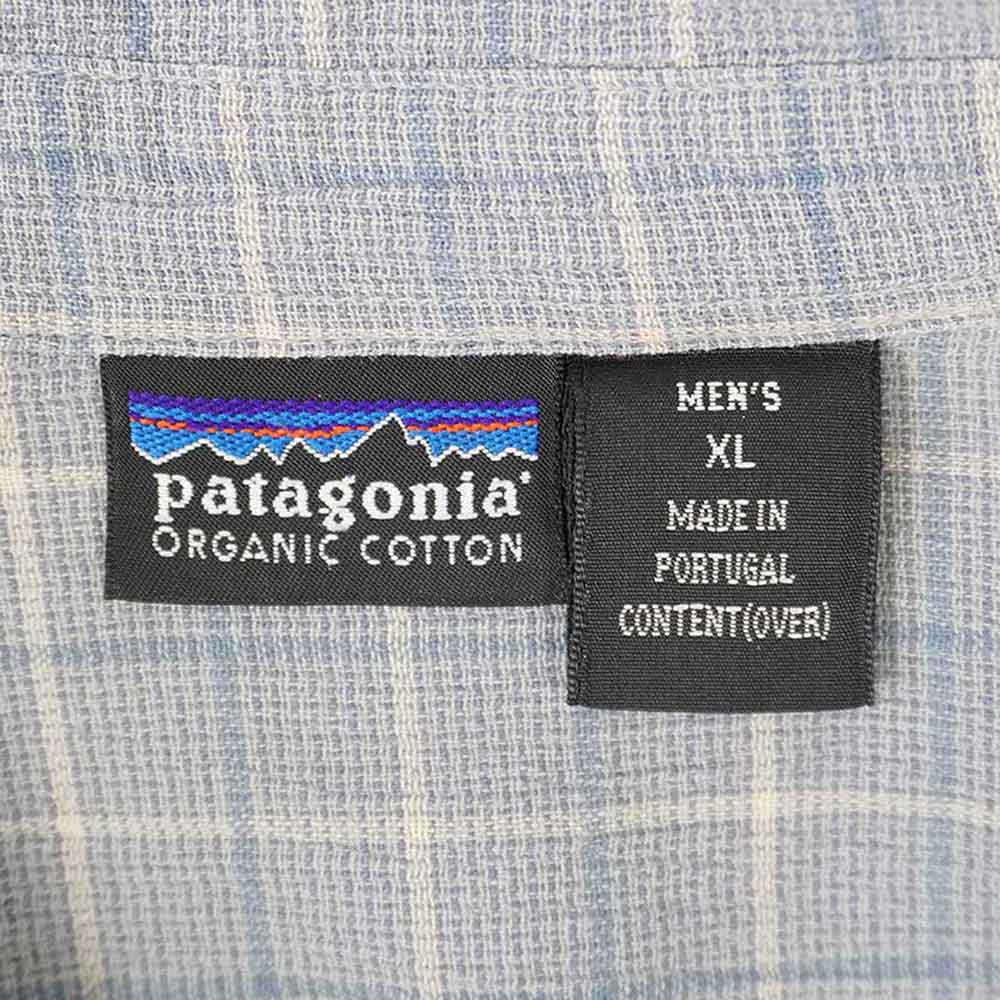 patagonia
ORGANIC COTTON
MEN'S
XL
MADE IN
PORTUGAL
CONTENT(OVER)